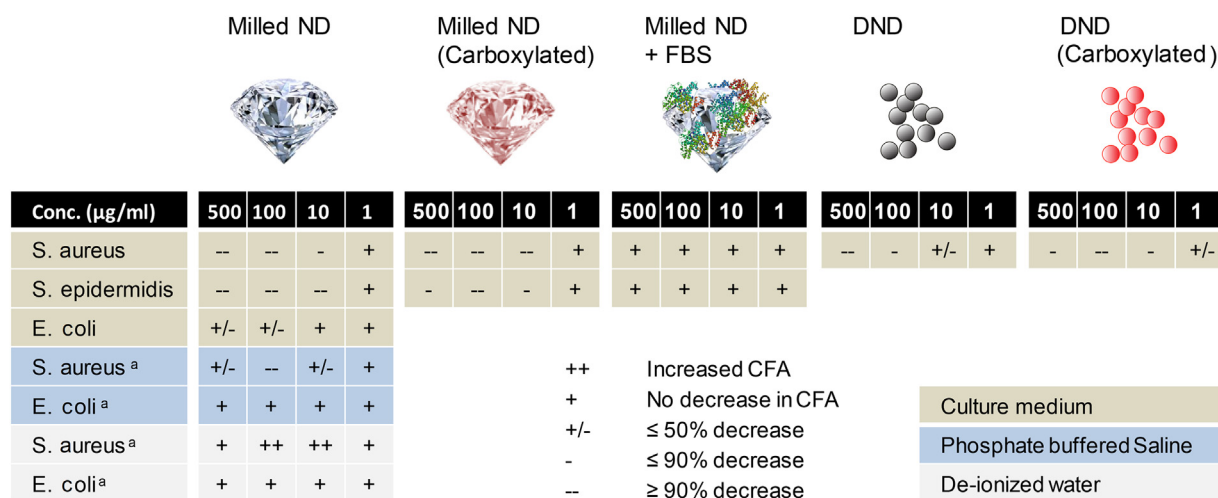 Milled ND
Milled ND
(Carboxylated)
Milled ND
+ FBS
DND
DND
(Carboxylated)
Conc. (µg/ml) 500 100 10 1 500 100 10 1 500 100 10 1 500 100 10 1 500 100 10 1
S. aureus -- -- - + -- -- -- + + + + + -- - +/- + - -- - +/-
S. epidermidis -- -- -- + - -- - + + + + +
E. coli +/- +/- + +
S. aureus a +/- -- +/- +
E. coli a + + + +
S. aureus a + ++ ++ +
E. coli a + + + +
++ Increased CFA
+ No decrease in CFA
+/- ≤ 50% decrease
- ≤ 90% decrease
-- ≥ 90% decrease
Culture medium
Phosphate buffered Saline
De-ionized water